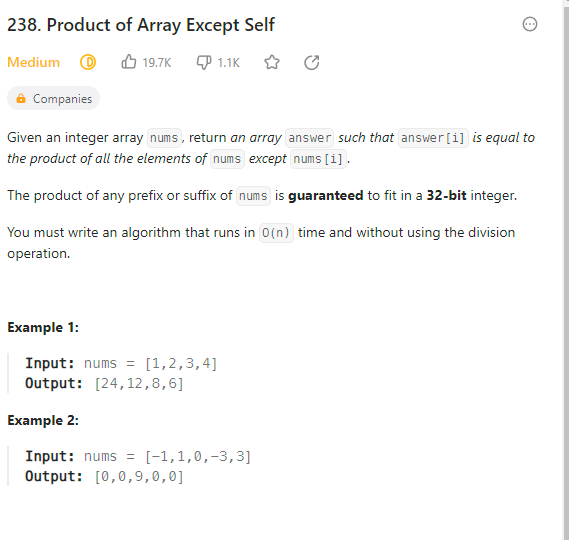 238. Product of Array Except Self
Medium 19.7K 1.1K
Companies
Given an integer array nums, return an array answer such that answer[i] is equal to
the product of all the elements of nums except nums[i].
The product of any prefix or suffix of nums is guaranteed to fit in a 32-bit integer.
You must write an algorithm that runs in O(n) time and without using the division
operation.
Example 1:
Input: nums = [1,2,3,4]
Output: [24,12,8,6]
Example 2:
Input: nums = [-1,1,0,-3,3]
Output: [0,0,9,0,0]